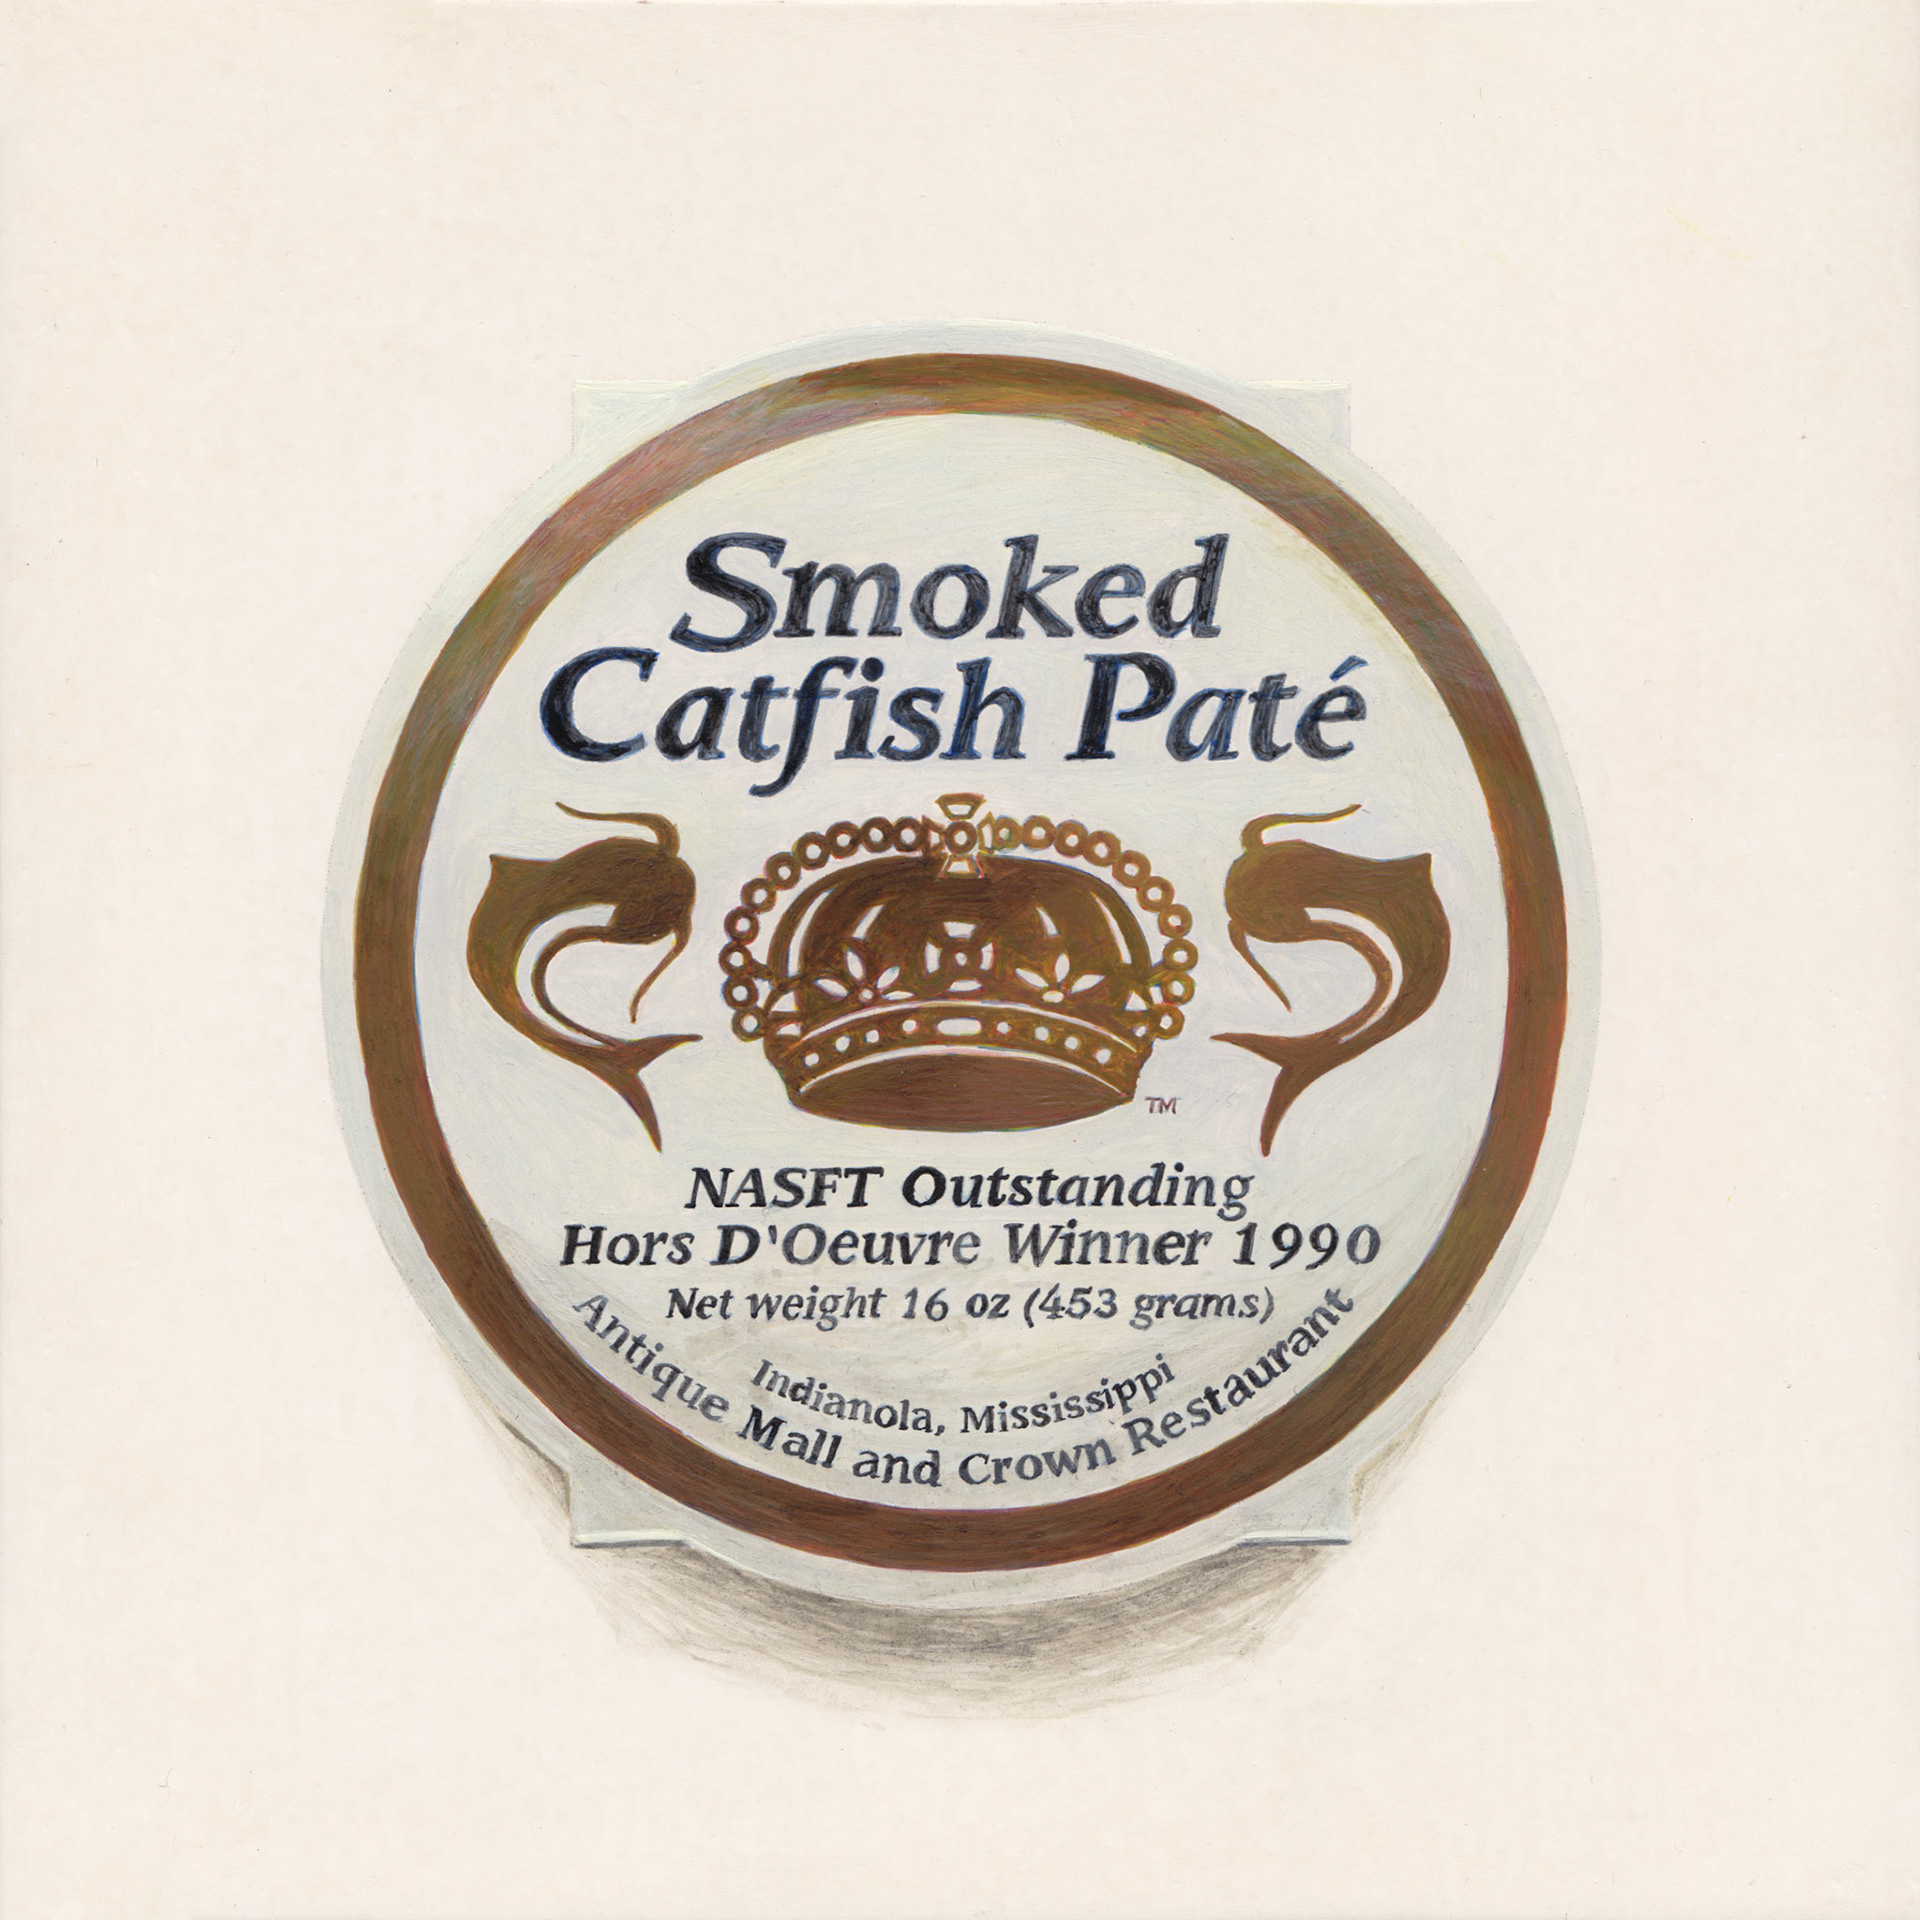 Smoked
Catfish Paté
TM
NASFT Outstanding
Hors D'Oeuvre Winner 1990
Net weight 16 oz (453 grams)
Indianola, Mississippi
Antique Mall and Crown Restaurant